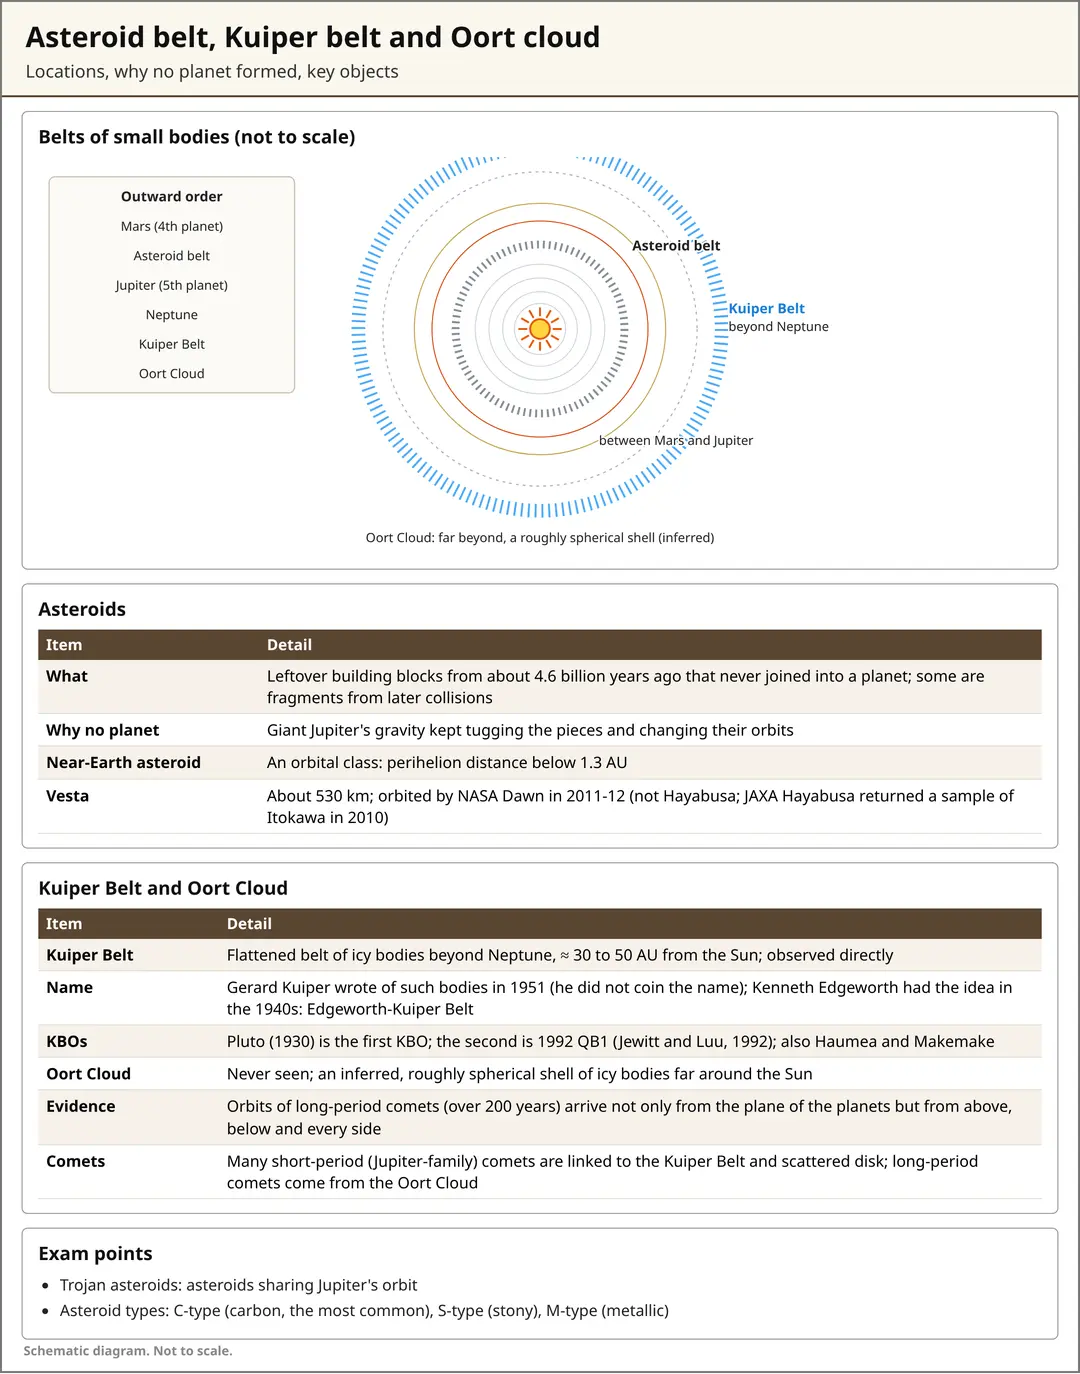 Asteroid belt, Kuiper belt and Oort cloud
Locations, why no planet formed, key objects
Belts of small bodies (not to scale)
Outward order
Mars (4th planet)
Asteroid belt
Jupiter (5th planet)
Neptune
Kuiper Belt
Oort Cloud
Asteroid belt
Kuiper Belt
beyond Neptune
between Mars and Jupiter
Oort Cloud: far beyond, a roughly spherical shell (inferred)
Asteroids
Item Detail
What Leftover building blocks from about 4.6 billion years ago that never joined into a planet; some are
fragments from later collisions
Why no planet Giant Jupiter's gravity kept tugging the pieces and changing their orbits
Near-Earth asteroid An orbital class: perihelion distance below 1.3 AU
Vesta About 530 km; orbited by NASA Dawn in 2011-12 (not Hayabusa; JAXA Hayabusa returned a sample of
Itokawa in 2010)
Kuiper Belt and Oort Cloud
Item Detail
Kuiper Belt Flattened belt of icy bodies beyond Neptune, ≈ 30 to 50 AU from the Sun; observed directly
Name Gerard Kuiper wrote of such bodies in 1951 (he did not coin the name); Kenneth Edgeworth had the idea in
the 1940s: Edgeworth-Kuiper Belt
KBOs Pluto (1930) is the first KBO; the second is 1992 QB1 (Jewitt and Luu, 1992); also Haumea and Makemake
Oort Cloud Never seen; an inferred, roughly spherical shell of icy bodies far around the Sun
Evidence Orbits of long-period comets (over 200 years) arrive not only from the plane of the planets but from above,
below and every side
Comets Many short-period (Jupiter-family) comets are linked to the Kuiper Belt and scattered disk; long-period
comets come from the Oort Cloud
Exam points
• Trojan asteroids: asteroids sharing Jupiter's orbit
• Asteroid types: C-type (carbon, the most common), S-type (stony), M-type (metallic)
Schematic diagram. Not to scale.